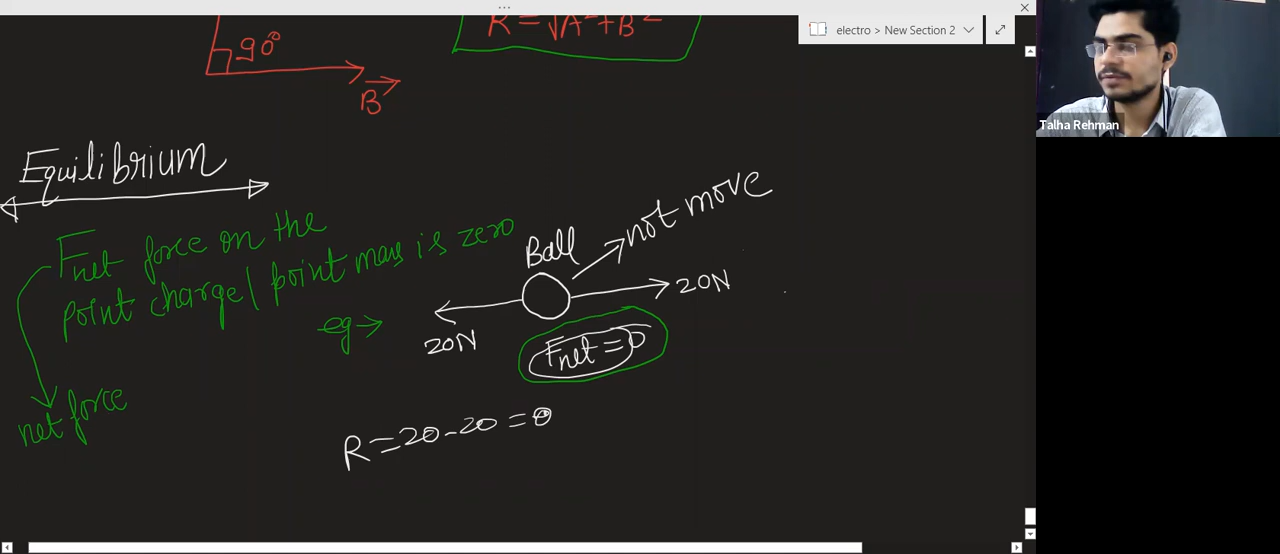 R = √A²+B²
electro > New Section 2
90°
B
Talha Rehman
Equilibrium
Fnet force on the
point charge/point mass is zero
net force
eg →
Ball
not move
20N
20N
Fnet = 0
R = 20 - 20 = 0